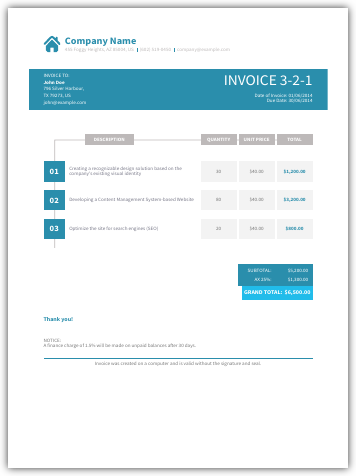 Company Name
455 Foggy Heights, AZ 85004, US | (602) 519-0450 | company@example.com
INVOICE TO:
John Doe
796 Silver Harbour,
TX 79273, US
john@example.com
INVOICE 3-2-1
Date of Invoice: 01/06/2014
Due Date: 30/06/2014
DESCRIPTION QUANTITY UNIT PRICE TOTAL
01 Creating a recognizable design solution based on the
company's existing visual identity 30 $40.00 $1,200.00
02 Developing a Content Management System-based Website 80 $40.00 $3,200.00
03 Optimize the site for search engines (SEO) 20 $40.00 $800.00
SUBTOTAL: $5,200.00
AX 25%: $1,300.00
GRAND TOTAL: $6,500.00
Thank you!
NOTICE:
A finance charge of 1.5% will be made on unpaid balances after 30 days.
Invoice was created on a computer and is valid without the signature and seal.